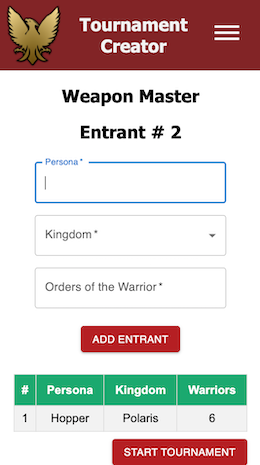 Tournament
Creator
Weapon Master
Entrant # 2
Persona *
Kingdom *
Orders of the Warrior *
ADD ENTRANT
# Persona Kingdom Warriors
1 Hopper Polaris 6
START TOURNAMENT